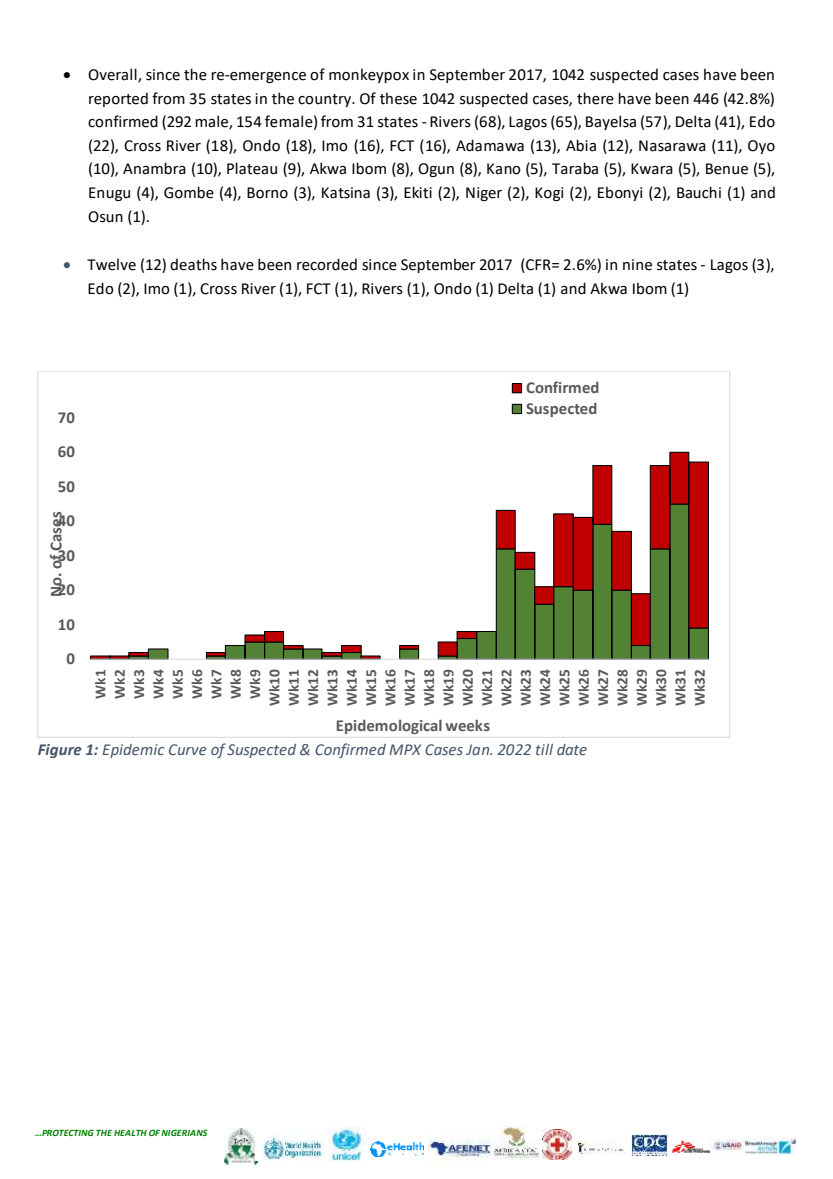 • Overall, since the re-emergence of monkeypox in September 2017, 1042 suspected cases have been
reported from 35 states in the country. Of these 1042 suspected cases, there have been 446 (42.8%)
confirmed (292 male, 154 female) from 31 states - Rivers (68), Lagos (65), Bayelsa (57), Delta (41), Edo
(22), Cross River (18), Ondo (18), Imo (16), FCT (16), Adamawa (13), Abia (12), Nasarawa (11), Oyo
(10), Anambra (10), Plateau (9), Akwa Ibom (8), Ogun (8), Kano (5), Taraba (5), Kwara (5), Benue (5),
Enugu (4), Gombe (4), Borno (3), Katsina (3), Ekiti (2), Niger (2), Kogi (2), Ebonyi (2), Bauchi (1) and
Osun (1).
• Twelve (12) deaths have been recorded since September 2017 (CFR= 2.6%) in nine states - Lagos (3),
Edo (2), Imo (1), Cross River (1), FCT (1), Rivers (1), Ondo (1) Delta (1) and Akwa Ibom (1)
Confirmed
Suspected
70
60
50
40
30
20
10
0
No. of Cases
Wk1
Wk2
Wk3
Wk4
Wk5
Wk6
Wk7
Wk8
Wk9
Wk10
Wk11
Wk12
Wk13
Wk14
Wk15
Wk16
Wk17
Wk18
Wk19
Wk20
Wk21
Wk22
Wk23
Wk24
Wk25
Wk26
Wk27
Wk28
Wk29
Wk30
Wk31
Wk32
Epidemological weeks
Figure 1: Epidemic Curve of Suspected & Confirmed MPX Cases Jan. 2022 till date
...PROTECTING THE HEALTH OF NIGERIANS
World Health
Organization
unicef
eHealth
AFENET
AFRICA CDC
CDC
USAID
Breakthrough
ACTION